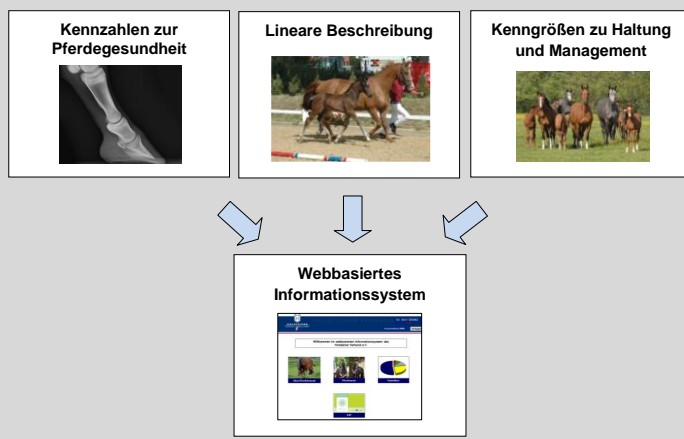 Kennzahlen zur
Pferdegesundheit
Lineare Beschreibung
Kenngrößen zu Haltung
und Management
Webbasiertes
Informationssystem